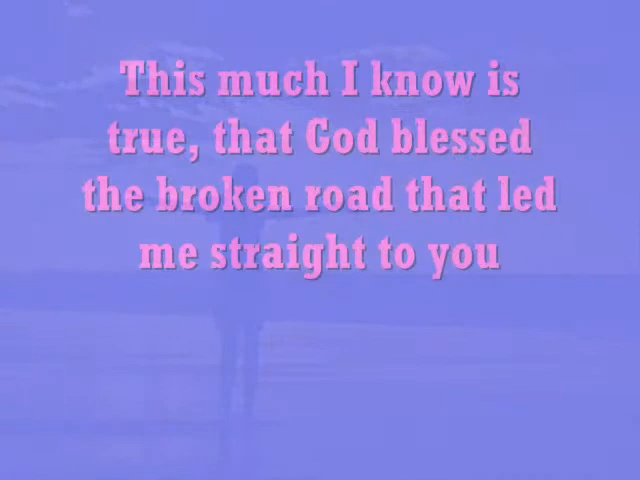 This much I know is
true, that God blessed
the broken road that led
me straight to you